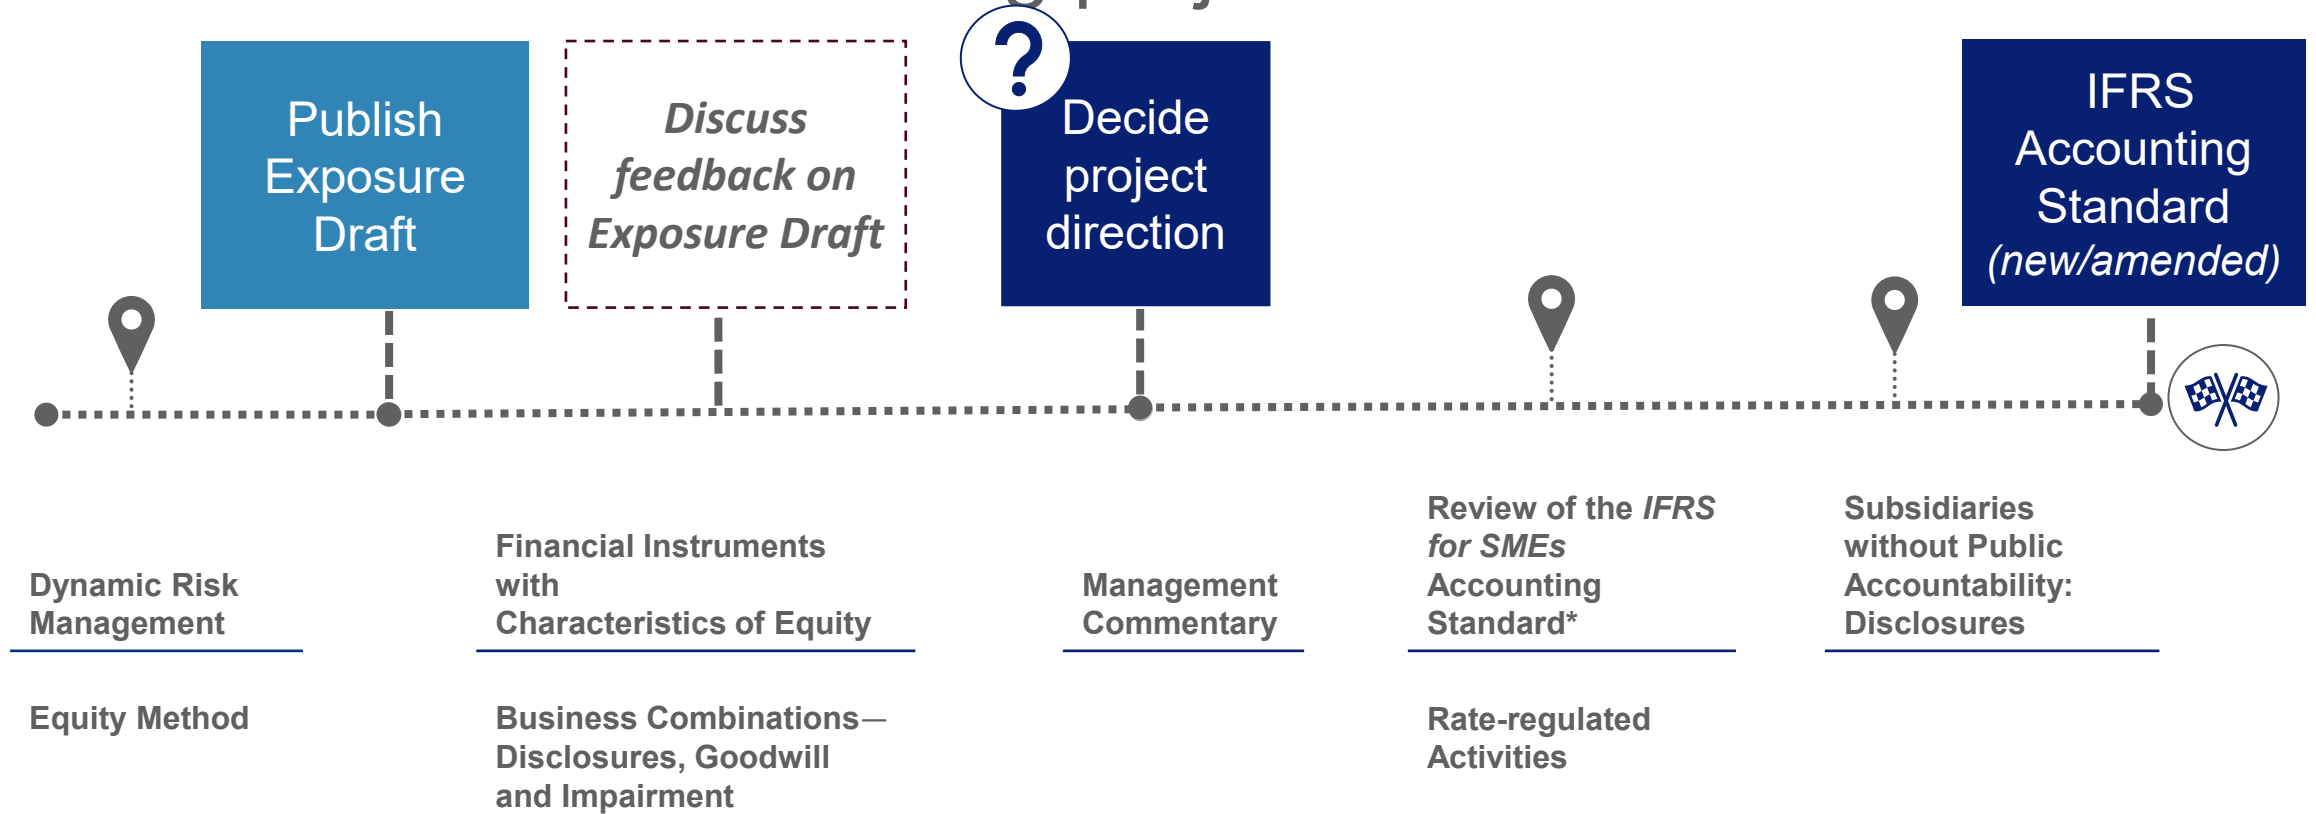 Publish
Exposure
Draft
Discuss
feedback on
Exposure Draft
?
Decide
project
direction
IFRS
Accounting
Standard
(new/amended)
Dynamic Risk
Management
Equity Method
Financial Instruments
with
Characteristics of Equity
Business Combinations—
Disclosures, Goodwill
and Impairment
Management
Commentary
Review of the IFRS
for SMEs
Accounting
Standard*
Rate-regulated
Activities
Subsidiaries
without Public
Accountability:
Disclosures